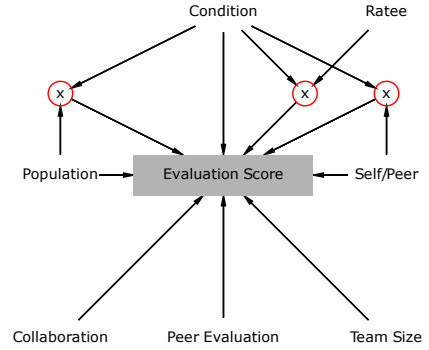 Condition
Ratee
x
x
x
Population
Evaluation Score
Self/Peer
Collaboration
Peer Evaluation
Team Size